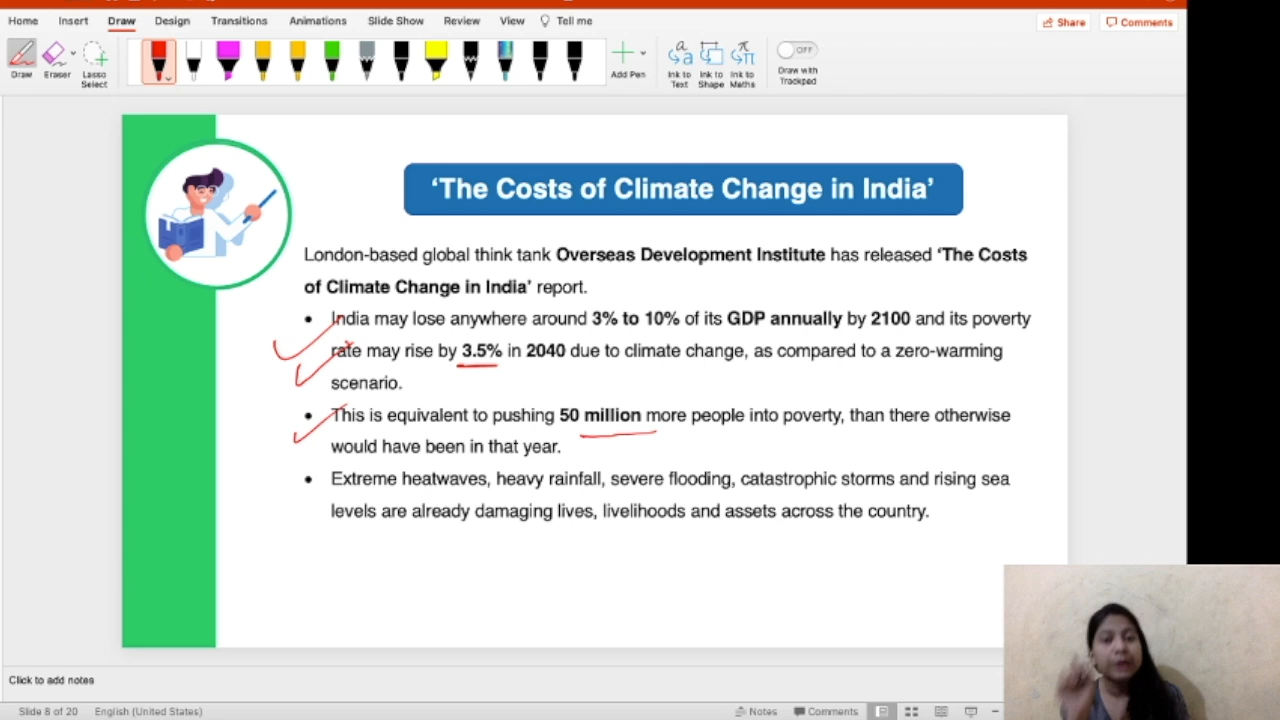 Home Insert Draw Design Transitions Animations Slide Show Review View Tell me Share Comments
Draw Eraser Lasso Select Add Pen Ink to Text Ink to Shape Ink to Maths OFF Draw with Trackpad
‘The Costs of Climate Change in India’
London-based global think tank Overseas Development Institute has released ‘The Costs
of Climate Change in India’ report.
• India may lose anywhere around 3% to 10% of its GDP annually by 2100 and its poverty
rate may rise by 3.5% in 2040 due to climate change, as compared to a zero-warming
scenario.
• This is equivalent to pushing 50 million more people into poverty, than there otherwise
would have been in that year.
• Extreme heatwaves, heavy rainfall, severe flooding, catastrophic storms and rising sea
levels are already damaging lives, livelihoods and assets across the country.
Click to add notes
Slide 8 of 20 English (United States) Notes Comments